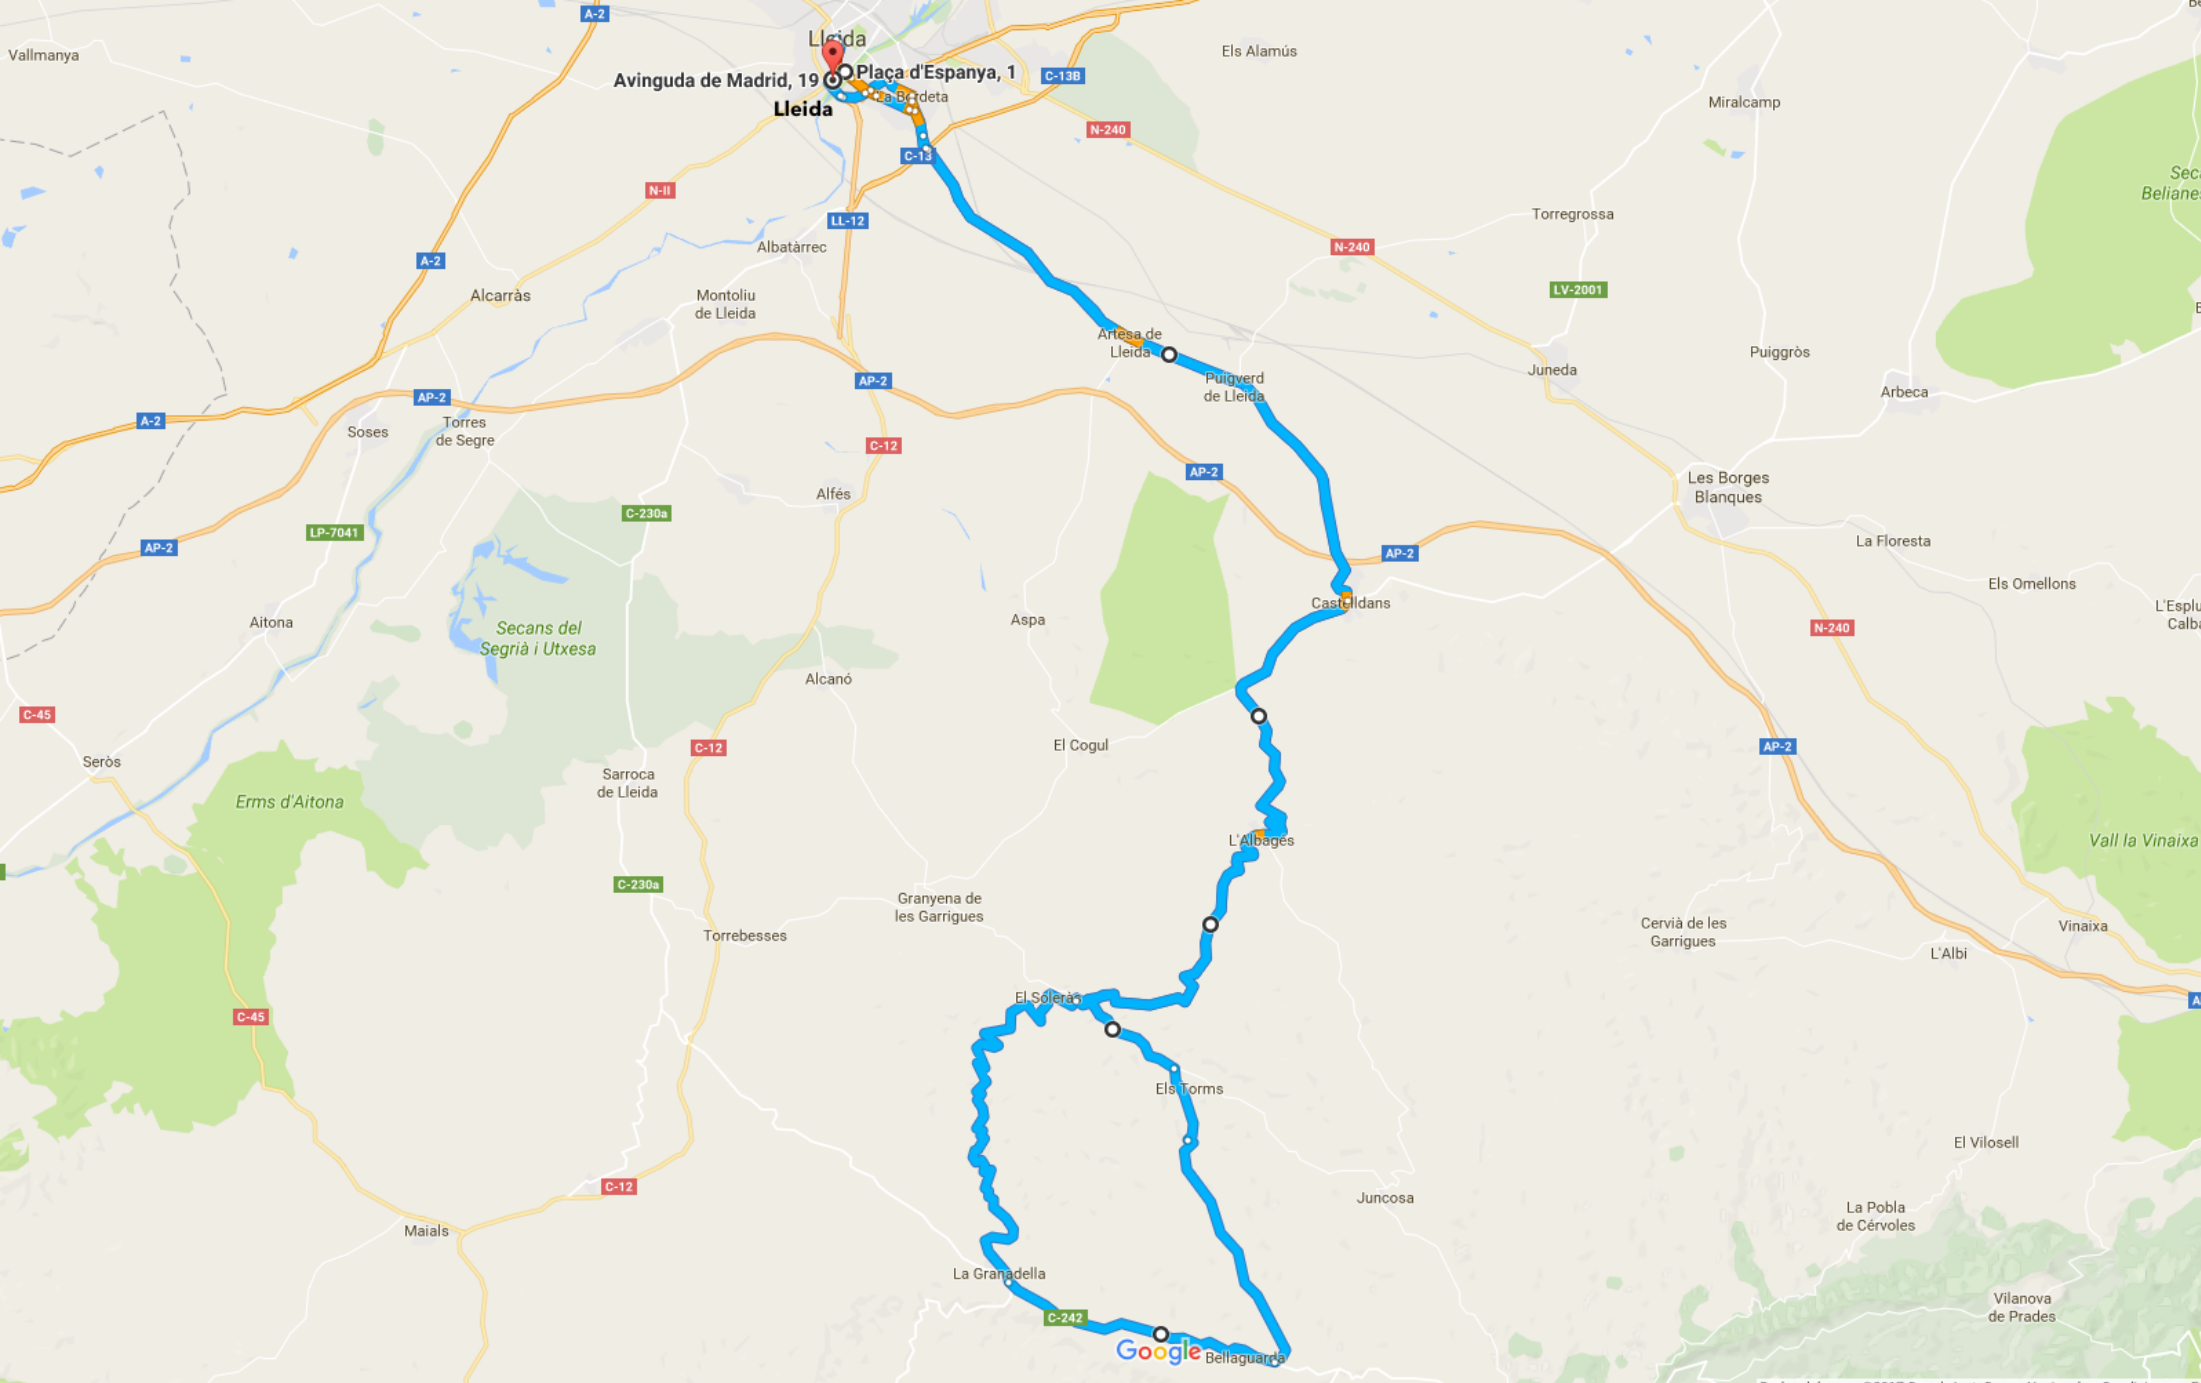 A-2
Lleida
Vallmanya
Els Alamús
Plaça d'Espanya, 1
C-13B
Avinguda de Madrid, 19
La Bordeta
Miralcamp
Lleida
N-240
C-13
N-II
Torregrossa
LL-12
Albatàrrec
N-240
A-2
LV-2001
Alcarràs
Montoliu
de Lleida
Artesa de
Lleida
Puiggròs
Juneda
AP-2
Puigverd
de Lleida
Arbeca
AP-2
A-2
Soses
Torres
de Segre
C-12
AP-2
Les Borges
Blanques
Alfés
C-230a
LP-7041
La Floresta
AP-2
AP-2
Els Omellons
Castelldans
L'Esplu
Calba
Aitona
Aspa
Secans del
Segrià i Utxesa
N-240
Alcanó
C-45
El Cogul
C-12
AP-2
Seròs
Sarroca
de Lleida
Erms d'Aitona
L'Albagés
Vall la Vinaixa
C-230a
Granyena de
les Garrigues
Cervià de les
Garrigues
Vinaixa
Torrebesses
L'Albi
El Soleràs
C-45
Els Torms
El Vilosell
C-12
Juncosa
La Pobla
de Cérvoles
Maials
La Granadella
Vilanova
de Prades
C-242
Google
Bellaguarda